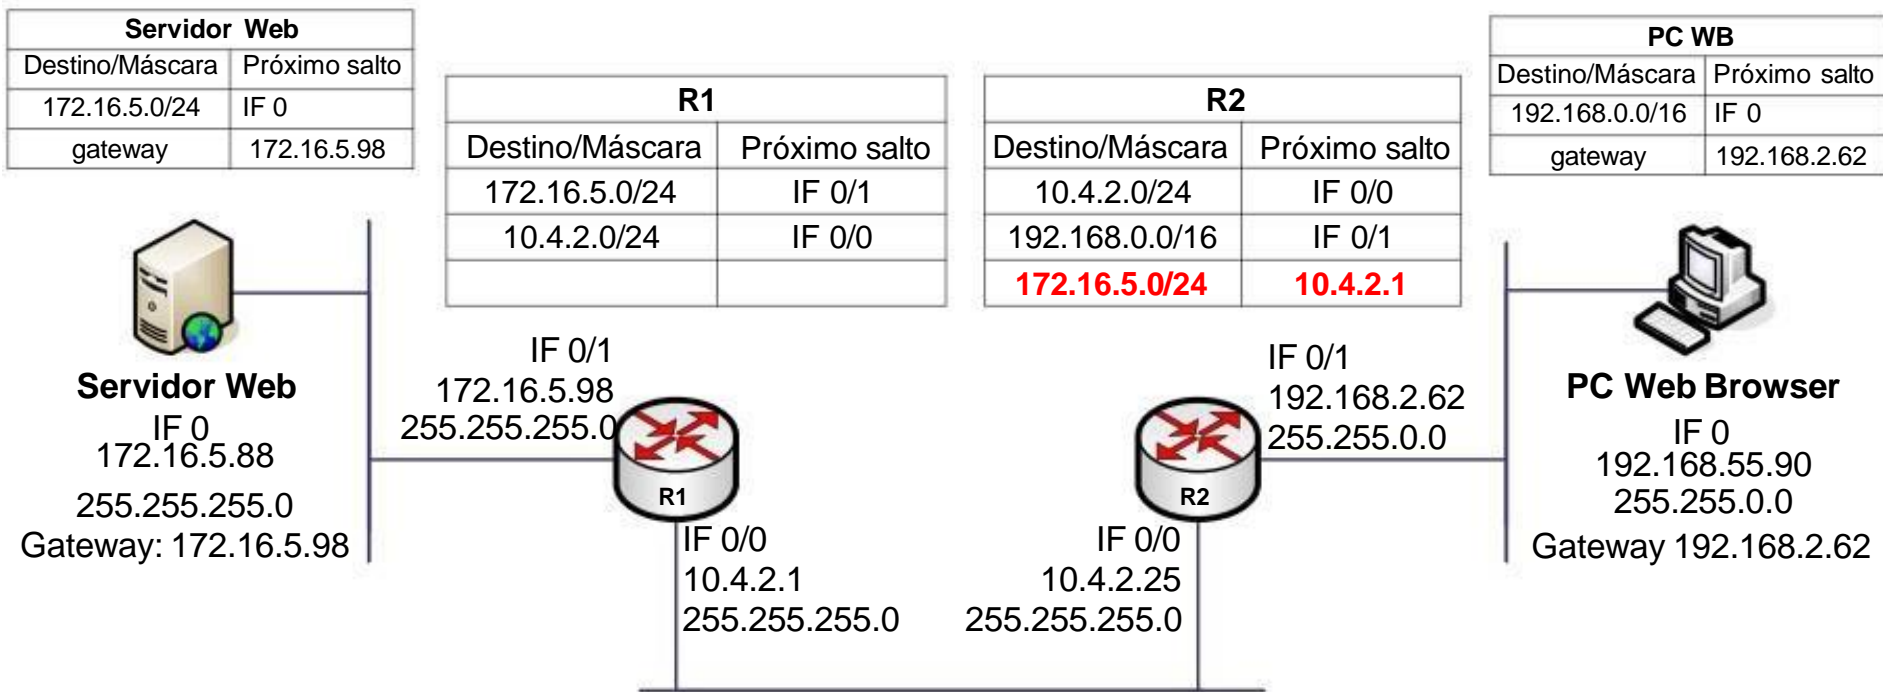 Servidor Web
Destino/Máscara Próximo salto
172.16.5.0/24 IF 0
gateway 172.16.5.98
R1
Destino/Máscara Próximo salto
172.16.5.0/24 IF 0/1
10.4.2.0/24 IF 0/0
R2
Destino/Máscara Próximo salto
10.4.2.0/24 IF 0/0
192.168.0.0/16 IF 0/1
172.16.5.0/24 10.4.2.1
PC WB
Destino/Máscara Próximo salto
192.168.0.0/16 IF 0
gateway 192.168.2.62
Servidor Web
IF 0
172.16.5.88
255.255.255.0
Gateway: 172.16.5.98
IF 0/1
172.16.5.98
255.255.255.0
R1
IF 0/0
10.4.2.1
255.255.255.0
IF 0/1
192.168.2.62
255.255.0.0
R2
IF 0/0
10.4.2.25
255.255.255.0
PC Web Browser
IF 0
192.168.55.90
255.255.0.0
Gateway 192.168.2.62